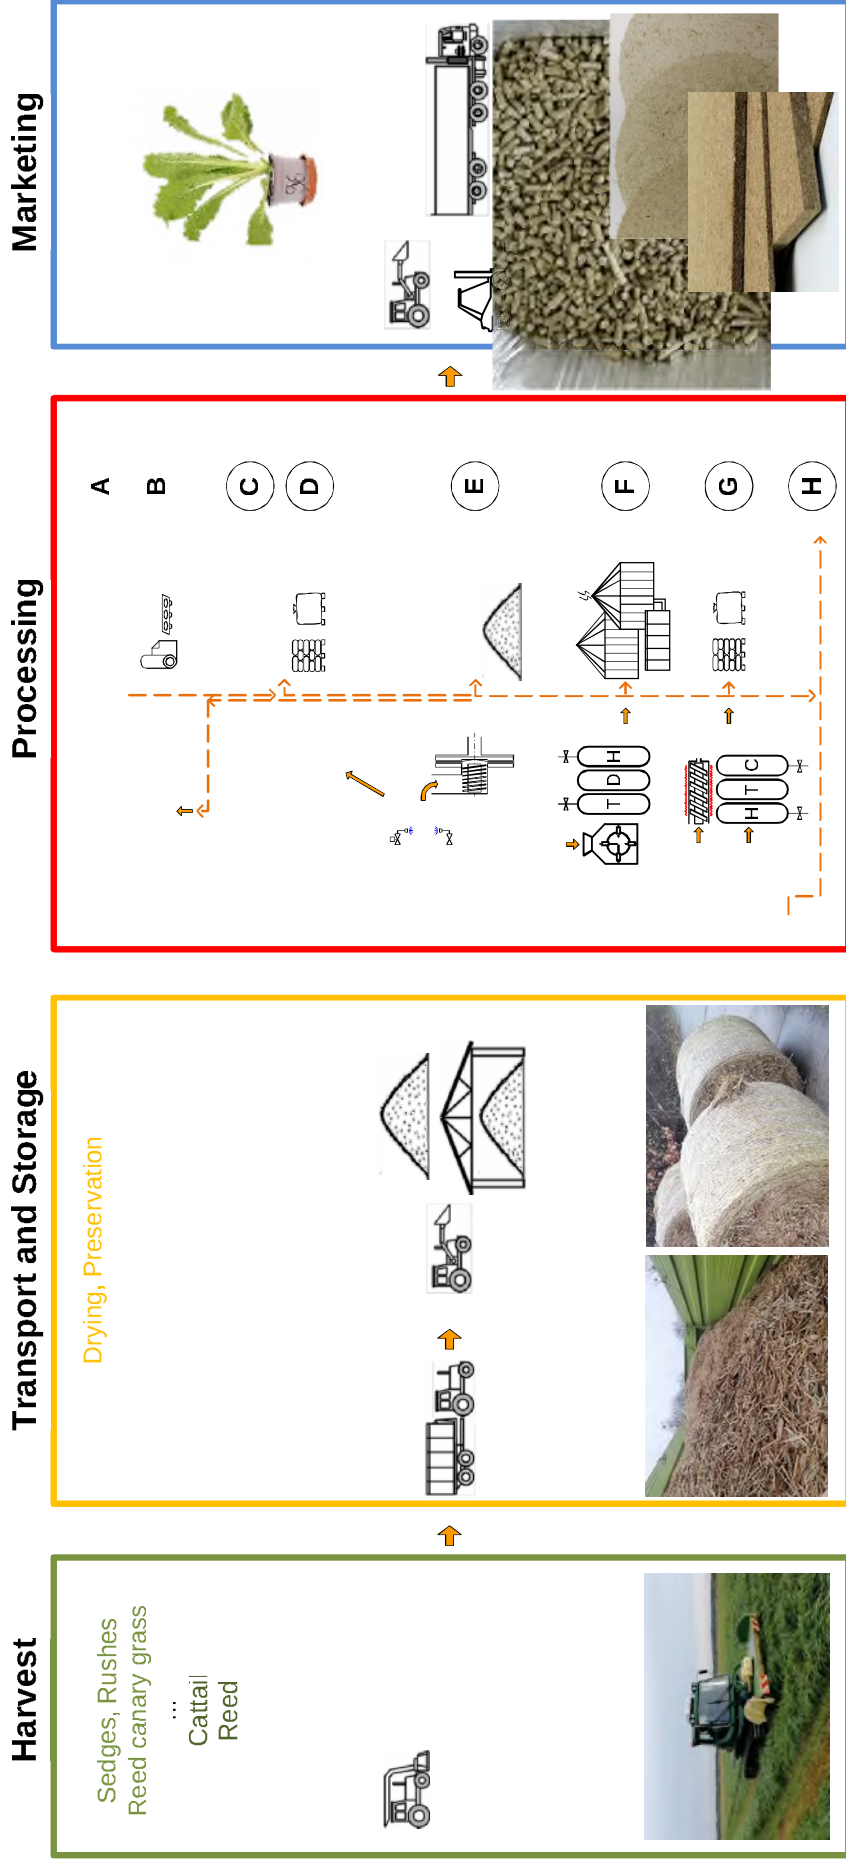 Harvest
Sedges, Rushes
Reed canary grass
...
Cattail
Reed
Transport and Storage
Drying, Preservation
Processing
A
B
C
D
E
F
G
H
T D H
H T C
Marketing